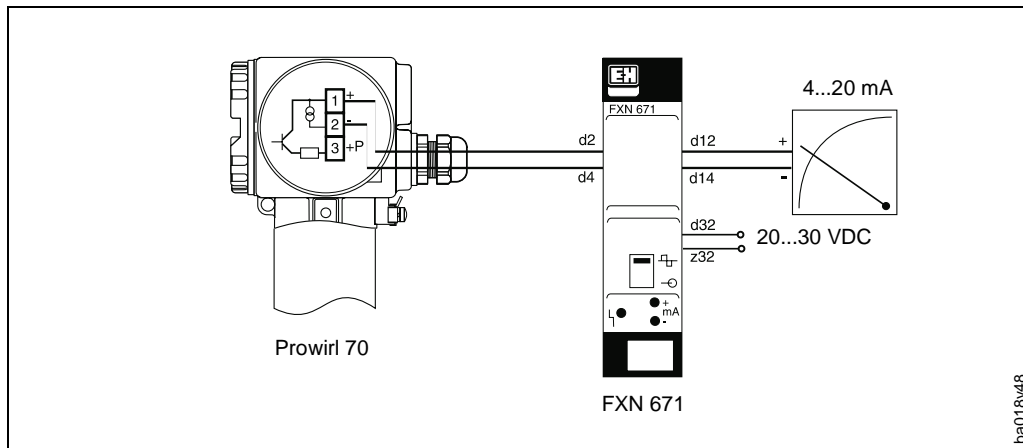 E+H
FXN 671
4...20 mA
1 +
2 -
3 +P
d2
d4
d12
d14
+
-
d32
z32
20...30 VDC
+
mA
-
Prowirl 70
FXN 671
ba018y48